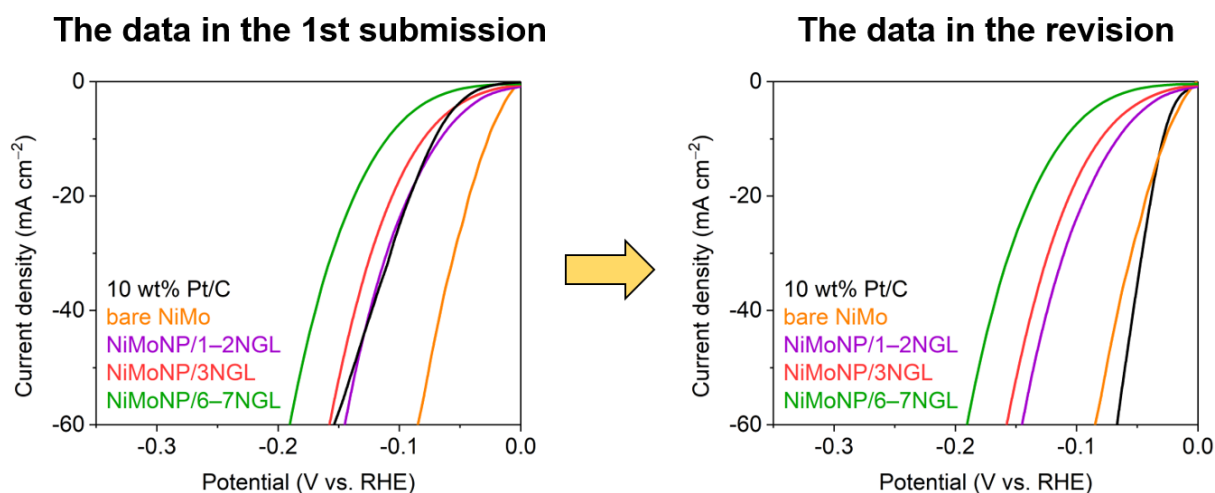 The data in the 1st submission
The data in the revision
0
-20
-40
-60
Current density (mA cm⁻²)
10 wt% Pt/C
bare NiMo
NiMoNP/1–2NGL
NiMoNP/3NGL
NiMoNP/6–7NGL
-0.3
-0.2
-0.1
0.0
Potential (V vs. RHE)
0
-20
-40
-60
Current density (mA cm⁻²)
10 wt% Pt/C
bare NiMo
NiMoNP/1–2NGL
NiMoNP/3NGL
NiMoNP/6–7NGL
-0.3
-0.2
-0.1
0.0
Potential (V vs. RHE)